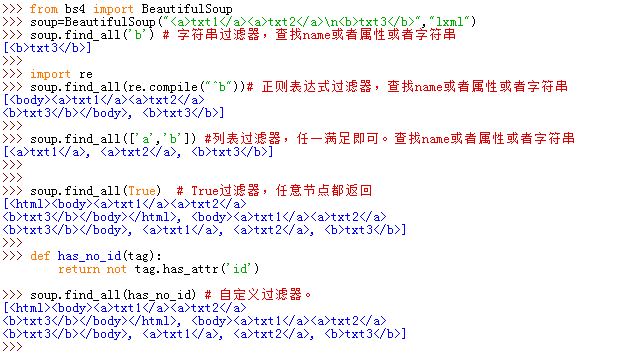 >>> from bs4 import BeautifulSoup
>>> soup=BeautifulSoup("<a>txt1</a><a>txt2</a>\n<b>txt3</b>","lxml")
>>> soup.find_all('b') # 字符串过滤器，查找name或者属性或者字符串
[<b>txt3</b>]
>>>
>>> import re
>>> soup.find_all(re.compile("^b"))# 正则表达式过滤器，查找name或者属性或者字符串
[<body><a>txt1</a><a>txt2</a>
<b>txt3</b></body>, <b>txt3</b>]
>>>
>>> soup.find_all(['a','b']) #列表过滤器，任一满足即可。查找name或者属性或者字符串
[<a>txt1</a>, <a>txt2</a>, <b>txt3</b>]
>>>
>>>
>>> soup.find_all(True)  # True过滤器，任意节点都返回
[<html><body><a>txt1</a><a>txt2</a>
<b>txt3</b></body></html>, <body><a>txt1</a><a>txt2</a>
<b>txt3</b></body>, <a>txt1</a>, <a>txt2</a>, <b>txt3</b>]
>>>
>>> def has_no_id(tag):
        return not tag.has_attr('id')
>>> soup.find_all(has_no_id) # 自定义过滤器。
[<html><body><a>txt1</a><a>txt2</a>
<b>txt3</b></body></html>, <body><a>txt1</a><a>txt2</a>
<b>txt3</b></body>, <a>txt1</a>, <a>txt2</a>, <b>txt3</b>]
>>>